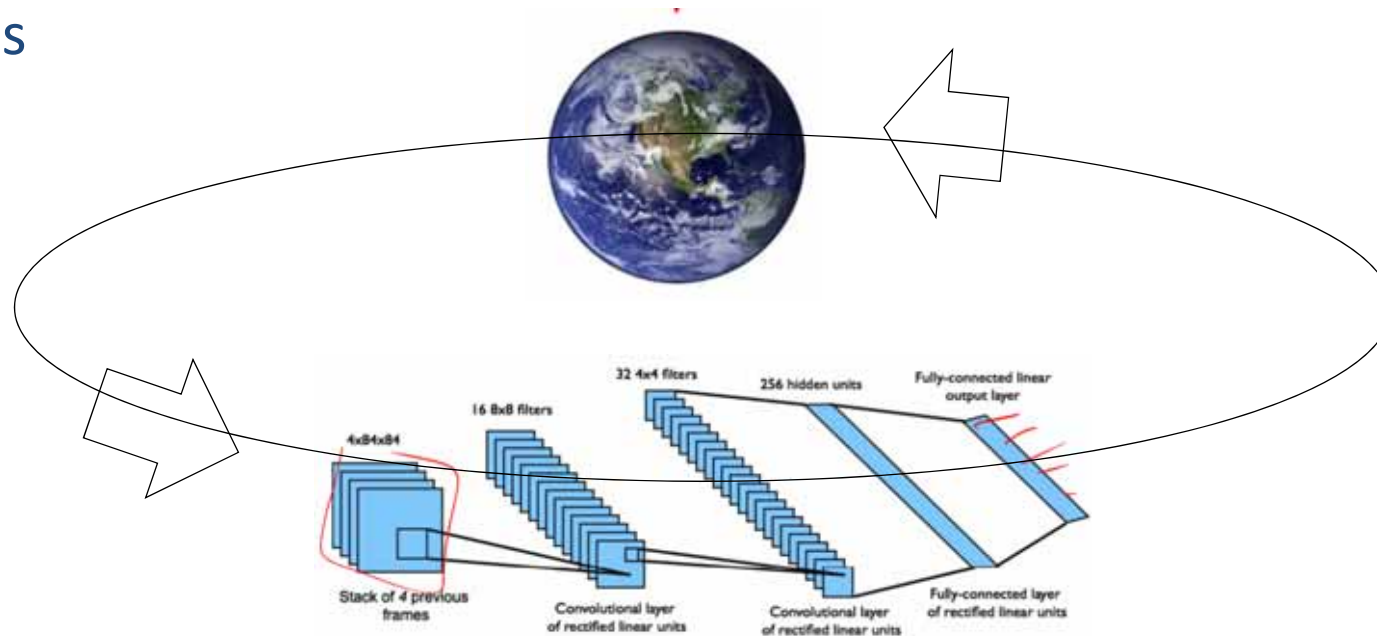 s
32 4x4 filters
256 hidden units
Fully-connected linear
output layer
16 8x8 filters
4x84x84
Stack of 4 previous
frames
Convolutional layer
of rectified linear units
Convolutional layer
of rectified linear units
Fully-connected layer
of rectified linear units